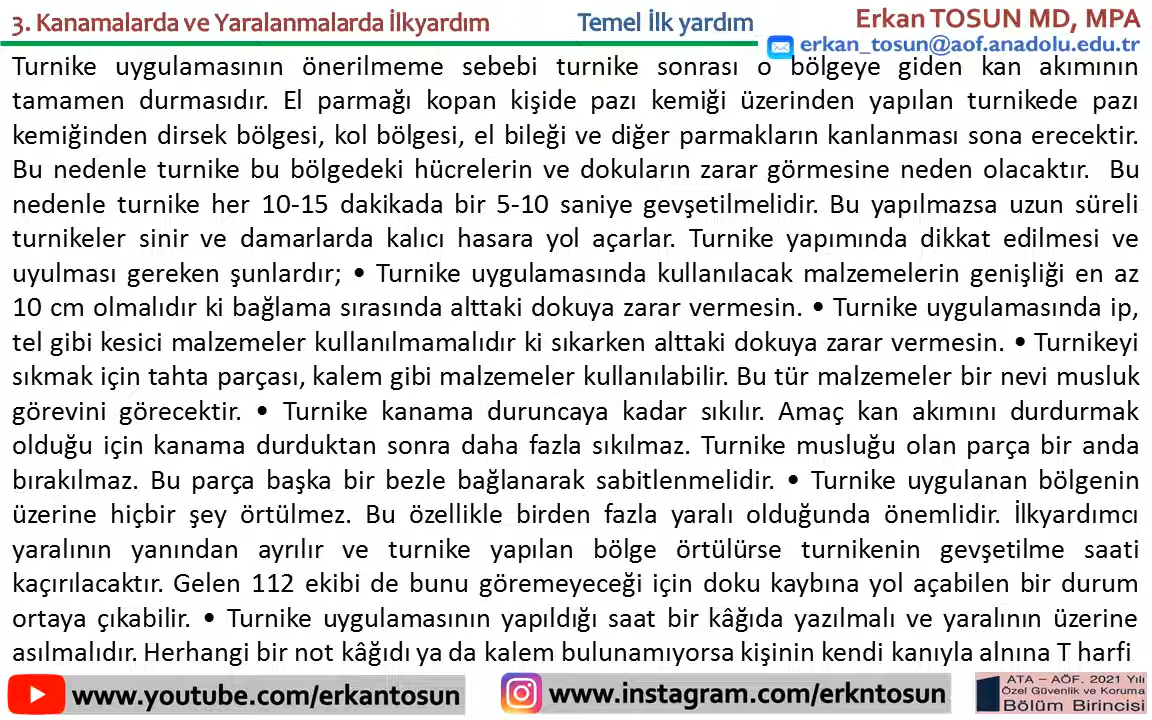 3. Kanamalarda ve Yaralanmalarda İlkyardım
Temel İlk yardım
Erkan TOSUN MD, MPA
erkan_tosun@aof.anadolu.edu.tr
Turnike uygulamasının önerilmeme sebebi turnike sonrası o bölgeye giden kan akımının
tamamen durmasıdır. El parmağı kopan kişide pazı kemiği üzerinden yapılan turnikede pazı
kemiğinden dirsek bölgesi, kol bölgesi, el bileği ve diğer parmakların kanlanması sona erecektir.
Bu nedenle turnike bu bölgedeki hücrelerin ve dokuların zarar görmesine neden olacaktır. Bu
nedenle turnike her 10-15 dakikada bir 5-10 saniye gevşetilmelidir. Bu yapılmazsa uzun süreli
turnikeler sinir ve damarlarda kalıcı hasara yol açarlar. Turnike yapımında dikkat edilmesi ve
uyulması gereken şunlardır; • Turnike uygulamasında kullanılacak malzemelerin genişliği en az
10 cm olmalıdır ki bağlama sırasında alttaki dokuya zarar vermesin. • Turnike uygulamasında ip,
tel gibi kesici malzemeler kullanılmamalıdır ki sıkarken alttaki dokuya zarar vermesin. • Turnikeyi
sıkmak için tahta parçası, kalem gibi malzemeler kullanılabilir. Bu tür malzemeler bir nevi musluk
görevini görecektir. • Turnike kanama duruncaya kadar sıkılır. Amaç kan akımını durdurmak
olduğu için kanama durduktan sonra daha fazla sıkılmaz. Turnike musluğu olan parça bir anda
bırakılmaz. Bu parça başka bir bezle bağlanarak sabitlenmelidir. • Turnike uygulanan bölgenin
üzerine hiçbir şey örtülmez. Bu özellikle birden fazla yaralı olduğunda önemlidir. İlkyardımcı
yaralının yanından ayrılır ve turnike yapılan bölge örtülürse turnikenin gevşetilme saati
kaçırılacaktır. Gelen 112 ekibi de bunu göremeyeceği için doku kaybına yol açabilen bir durum
ortaya çıkabilir. • Turnike uygulamasının yapıldığı saat bir kâğıda yazılmalı ve yaralının üzerine
asılmalıdır. Herhangi bir not kâğıdı ya da kalem bulunamıyorsa kişinin kendi kanıyla alnına T harfi
www.youtube.com/erkantosun
www.instagram.com/erkntosun
ATA – AÖF. 2021 Yılı
Özel Güvenlik ve Koruma
Bölüm Birincisi